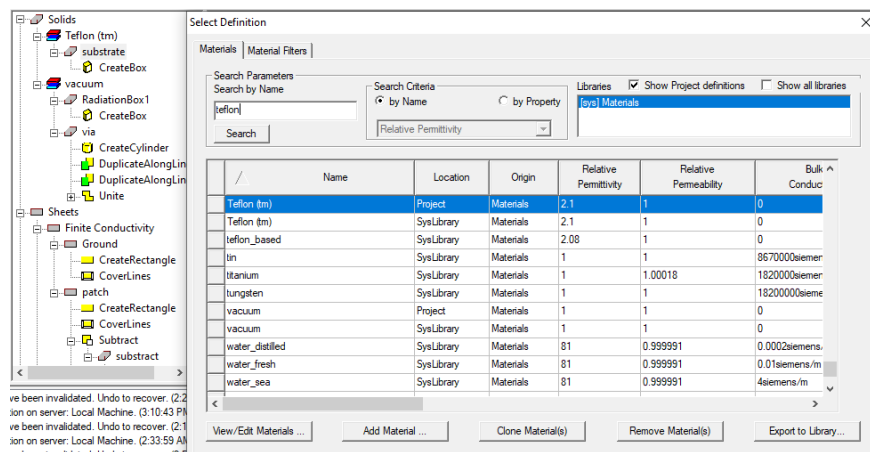 Solids
Teflon (tm)
substrate
CreateBox
vacuum
RadiationBox1
CreateBox
via
CreateCylinder
DuplicateAlongLin
DuplicateAlongLin
Unite
Sheets
Finite Conductivity
Ground
CreateRectangle
CoverLines
patch
CreateRectangle
CoverLines
Subtract
substract
ve been invalidated. Undo to recover. (2:2
tion on server: Local Machine. (3:10:43 PM
ve been invalidated. Undo to recover. (2:1
tion on server: Local Machine. (2:33:59 AM
Select Definition
Materials Material Filters
Search Parameters
Search by Name
teflon
Search
Search Criteria
by Name by Property
Relative Permittivity
Libraries Show Project definitions Show all libraries
[sys] Materials
Name Location Origin Relative Permittivity Relative Permeability Bulk Conduc
Teflon (tm) Project Materials 2.1 1 0
Teflon (tm) SysLibrary Materials 2.1 1 0
teflon_based SysLibrary Materials 2.08 1 0
tin SysLibrary Materials 1 1 8670000siemen
titanium SysLibrary Materials 1 1.00018 1820000siemen
tungsten SysLibrary Materials 1 1 18200000sieme
vacuum Project Materials 1 1 0
vacuum SysLibrary Materials 1 1 0
water_distilled SysLibrary Materials 81 0.999991 0.0002siemens.
water_fresh SysLibrary Materials 81 0.999991 0.01siemens/m
water_sea SysLibrary Materials 81 0.999991 4siemens/m
View/Edit Materials ... Add Material ... Clone Material(s) Remove Material(s) Export to Library...